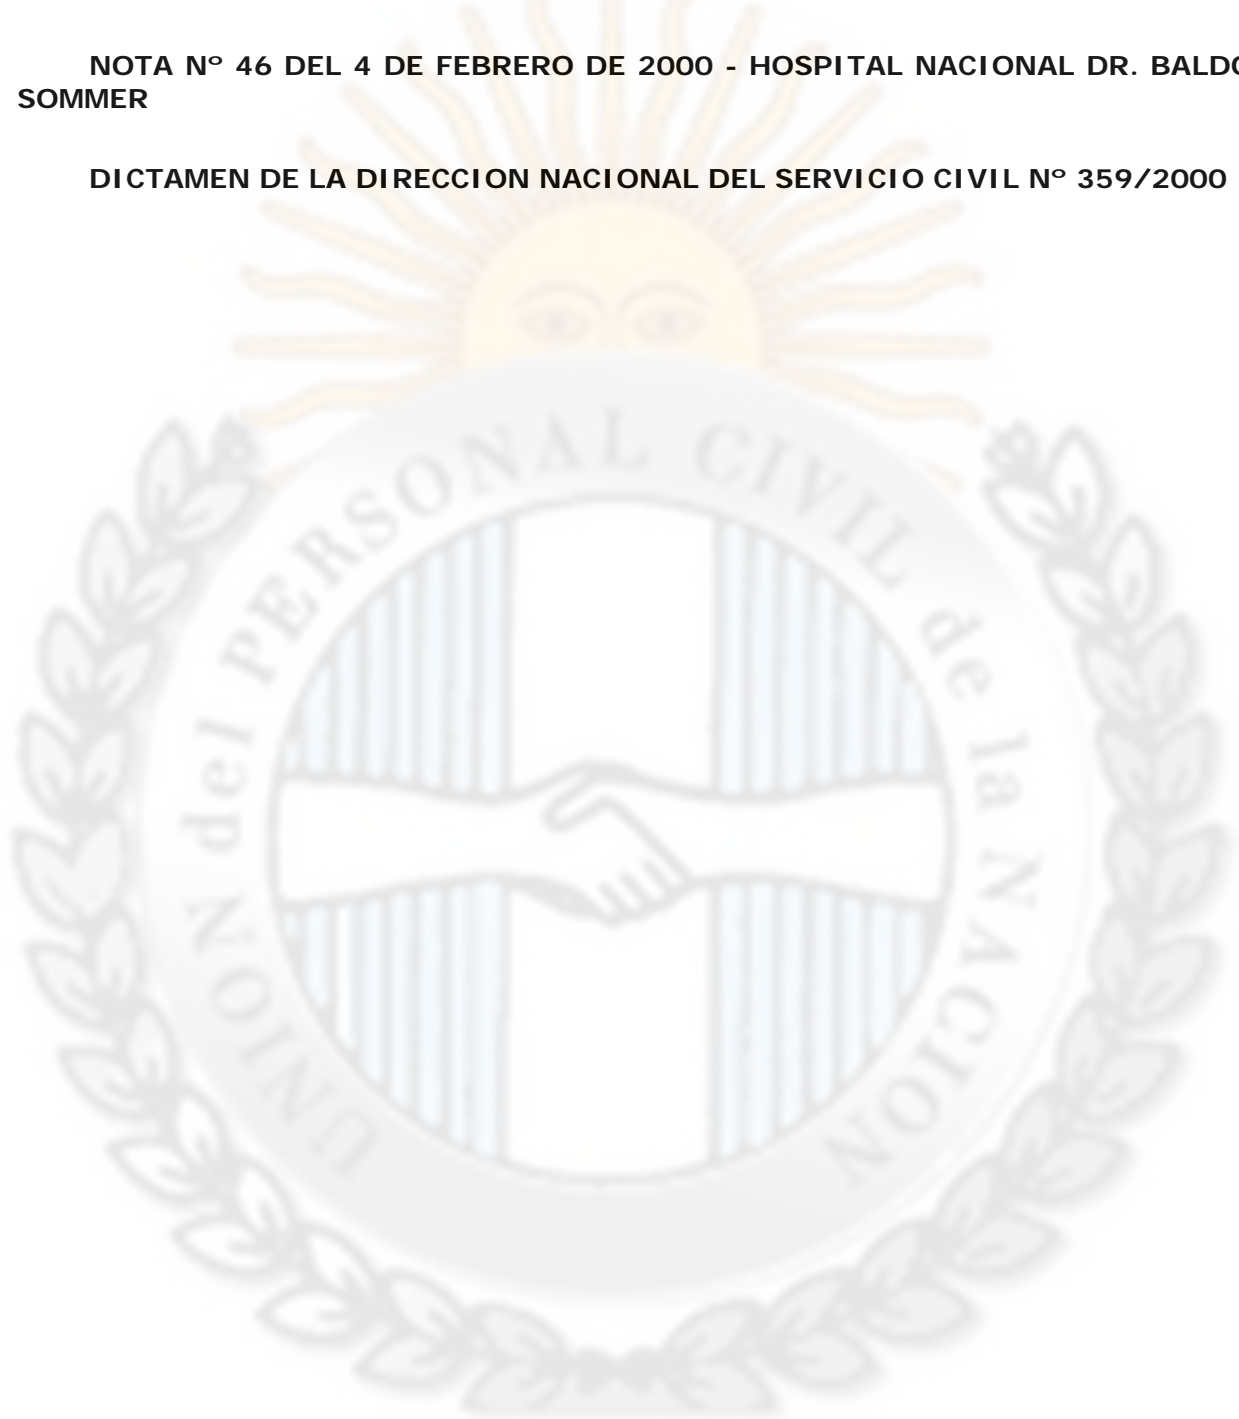 NOTA Nº 46 DEL 4 DE FEBRERO DE 2000 - HOSPITAL NACIONAL DR.
SOMMER
DICTAMEN DE LA DIRECCION NACIONAL DEL SERVICIO CIVIL Nº 359/2000
UNION del PERSONAL CIVIL de la NACION